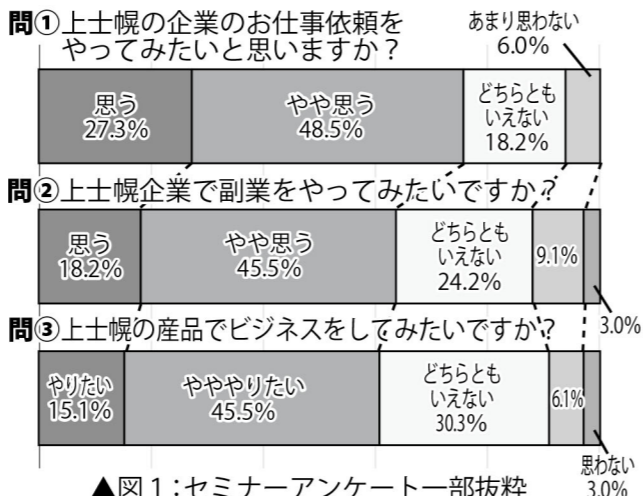 問①上士幌の企業のお仕事依頼を
やってみたいと思いますか？
あまり思わない
6.0%
思う
27.3%
やや思う
48.5%
どちらとも
いえない
18.2%
問②上士幌企業で副業をやってみたいですか？
思う
18.2%
やや思う
45.5%
どちらとも
いえない
24.2%
9.1%
3.0%
問③上士幌の産品でビジネスをしてみたいですか？
やりたい
15.1%
やややりたい
45.5%
どちらとも
いえない
30.3%
6.1%
思わない
3.0%
▲図1：セミナーアンケート一部抜粋